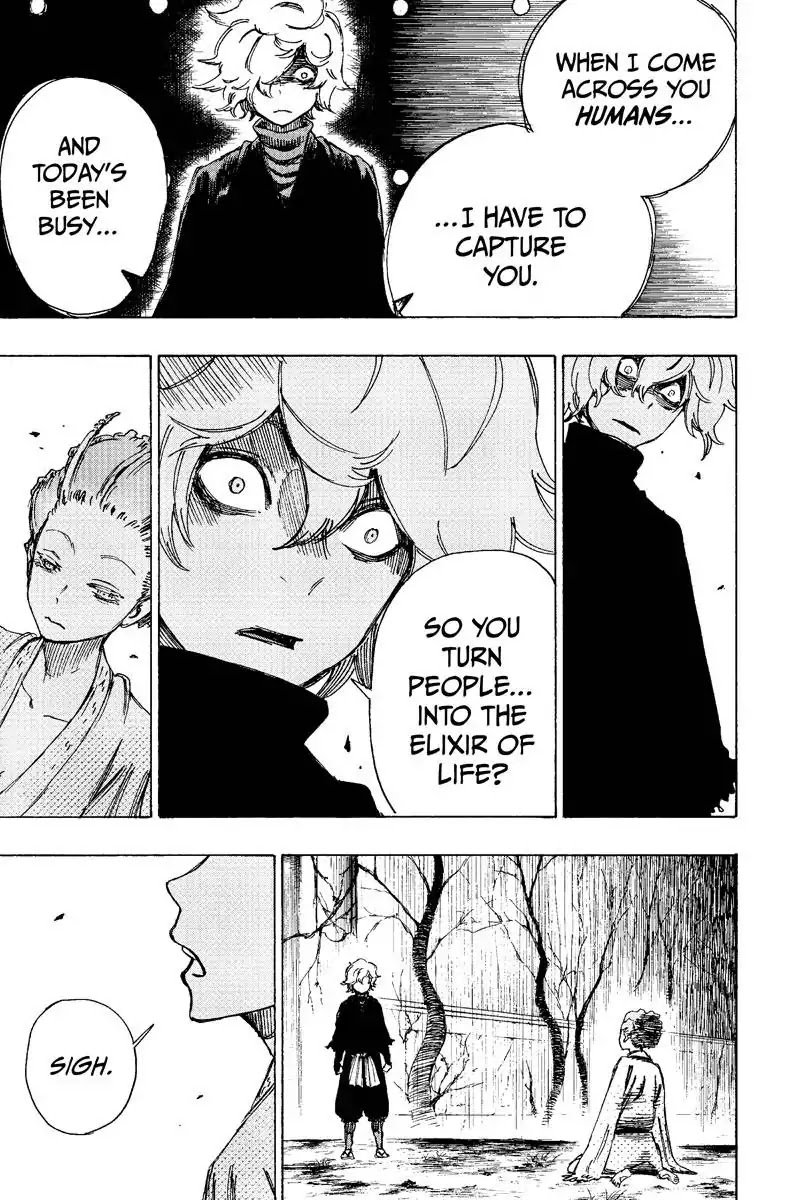 WHEN I COME
ACROSS YOU
HUMANS...
...I HAVE TO
CAPTURE
YOU.
AND
TODAY'S
BEEN
BUSY...
SO YOU
TURN
PEOPLE...
INTO THE
ELIXIR OF
LIFE?
SIGH.